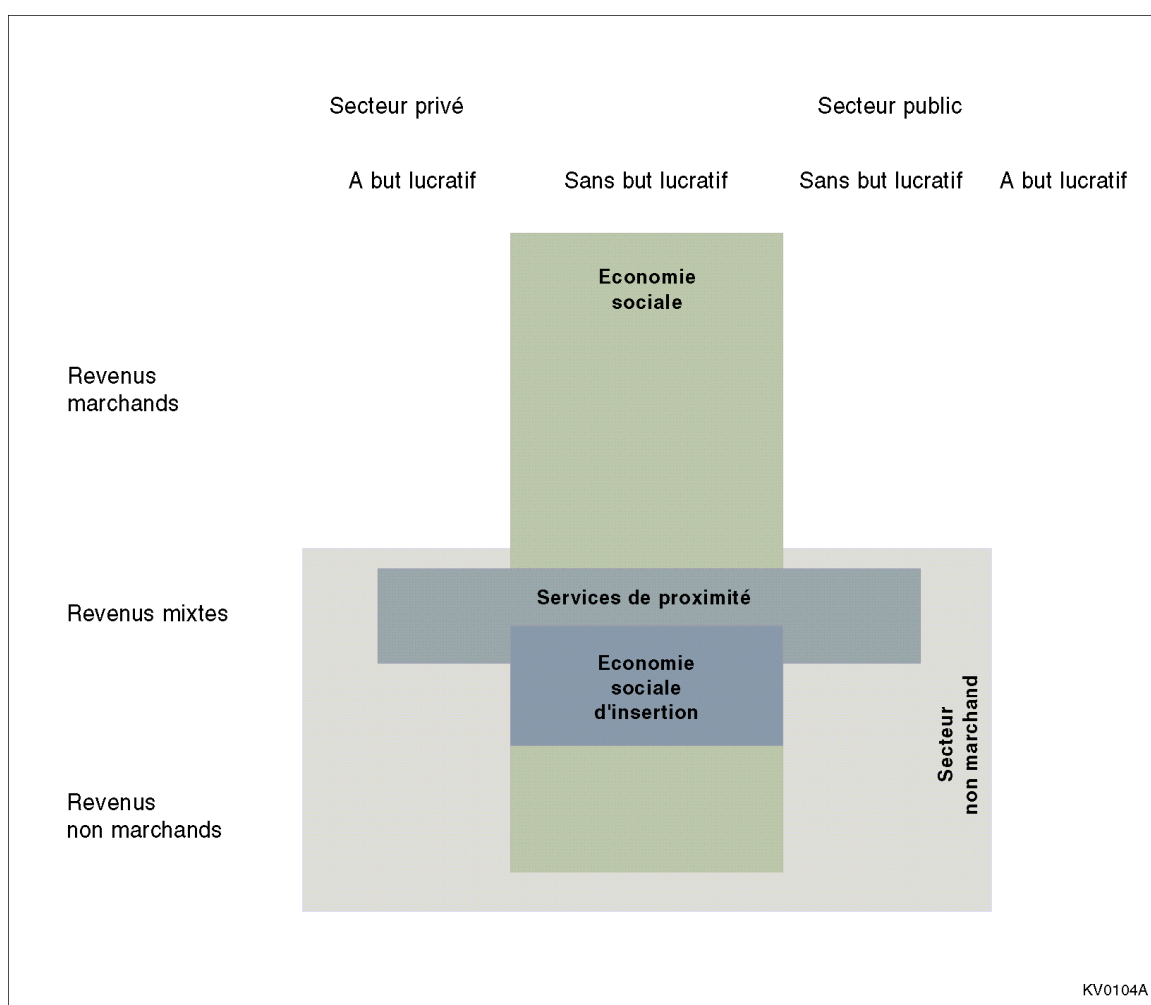 Secteur privé
Secteur public
A but lucratif
Sans but lucratif
Sans but lucratif
A but lucratif
Economie
sociale
Revenus
marchands
Services de proximité
Revenus mixtes
Economie
sociale
d'insertion
Secteur
non marchand
Revenus
non marchands
KV0104A